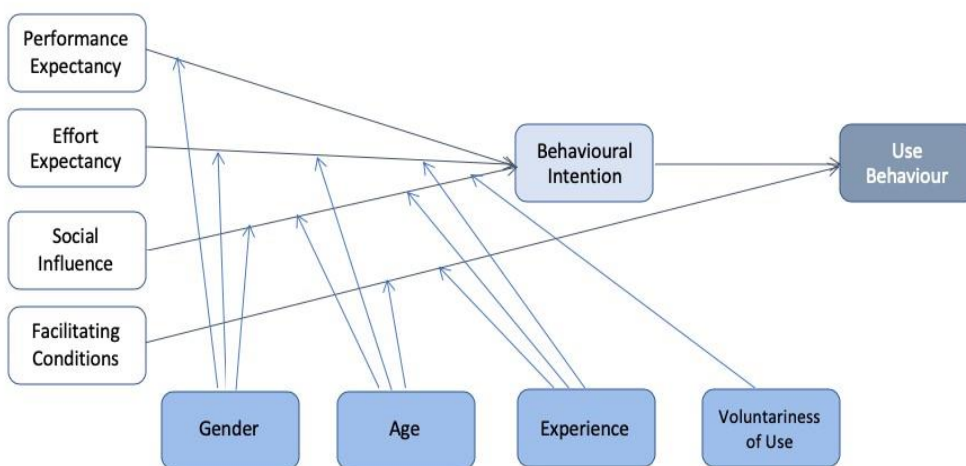 Performance
Expectancy
Effort
Expectancy
Social
Influence
Facilitating
Conditions
Behavioural
Intention
Use
Behaviour
Gender
Age
Experience
Voluntariness
of Use